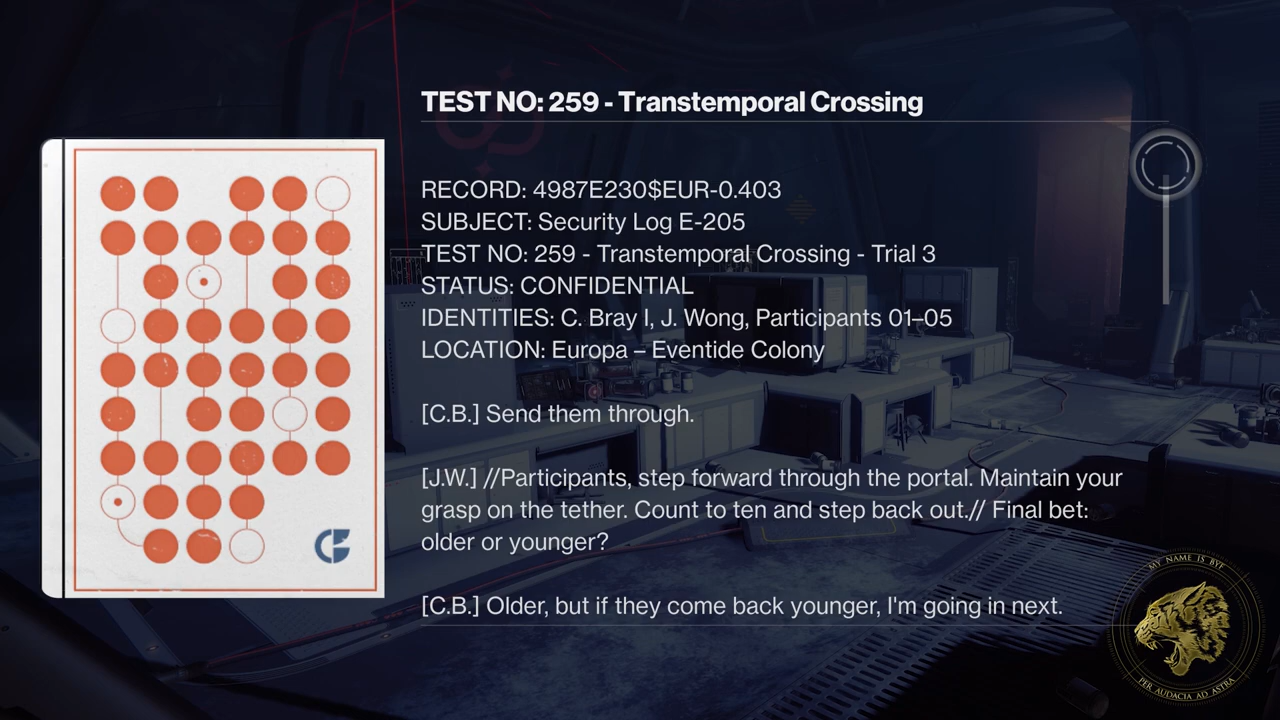 TEST NO: 259 - Transtemporal Crossing
RECORD: 4987E230$EUR-0.403
SUBJECT: Security Log E-205
TEST NO: 259 - Transtemporal Crossing - Trial 3
STATUS: CONFIDENTIAL
IDENTITIES: C. Bray I, J. Wong, Participants 01–05
LOCATION: Europa – Eventide Colony
[C.B.] Send them through.
[J.W.] //Participants, step forward through the portal. Maintain your
grasp on the tether. Count to ten and step back out.// Final bet:
older or younger?
[C.B.] Older, but if they come back younger, I'm going in next.
MY NAME IS BYF
PER AUDACIA AD ASTRA